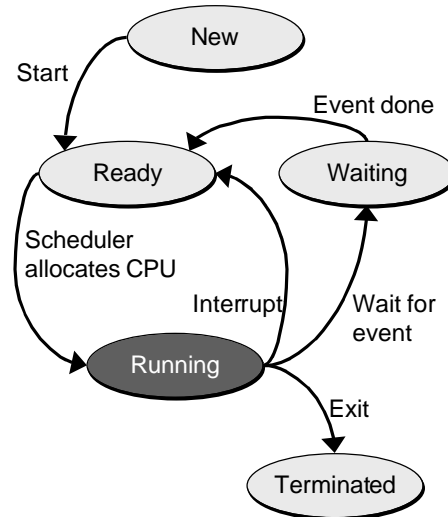 New
Start
Event done
Ready
Waiting
Scheduler
allocates CPU
Interrupt
Wait for
event
Running
Exit
Terminated